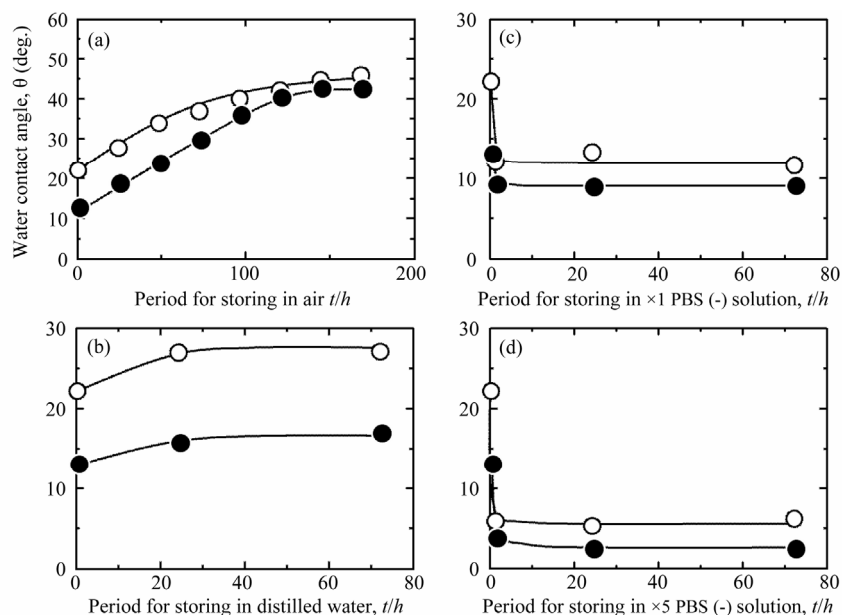 Water contact angle, θ (deg.)
(a)
60
50
45
40
30
20
10
0
0 100 200
Period for storing in air t/h
(c)
30
20
10
0
0 20 40 60 80
Period for storing in ×1 PBS (-) solution, t/h
(b)
30
20
10
0
0 20 40 60 80
Period for storing in distilled water, t/h
(d)
30
20
10
0
0 20 40 60 80
Period for storing in ×5 PBS (-) solution, t/h